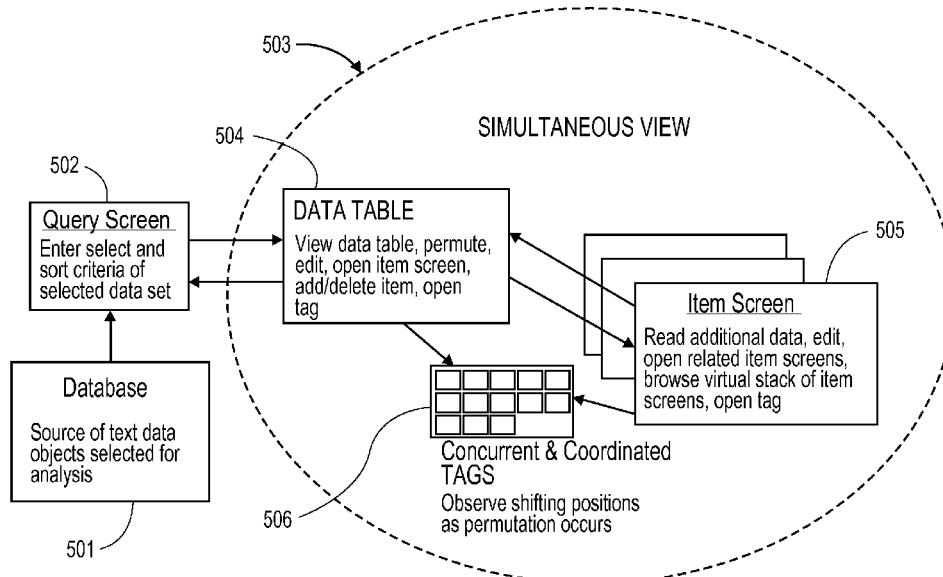 503
SIMULTANEOUS VIEW
504
502
Query Screen
Enter select and
sort criteria of
selected data set
DATA TABLE
View data table, permute,
edit, open item screen,
add/delete item, open
tag
505
Item Screen
Read additional data, edit,
open related item screens,
browse virtual stack of item
screens, open tag
Database
Source of text data
objects selected for
analysis
501
506
Concurrent & Coordinated
TAGS
Observe shifting positions
as permutation occurs